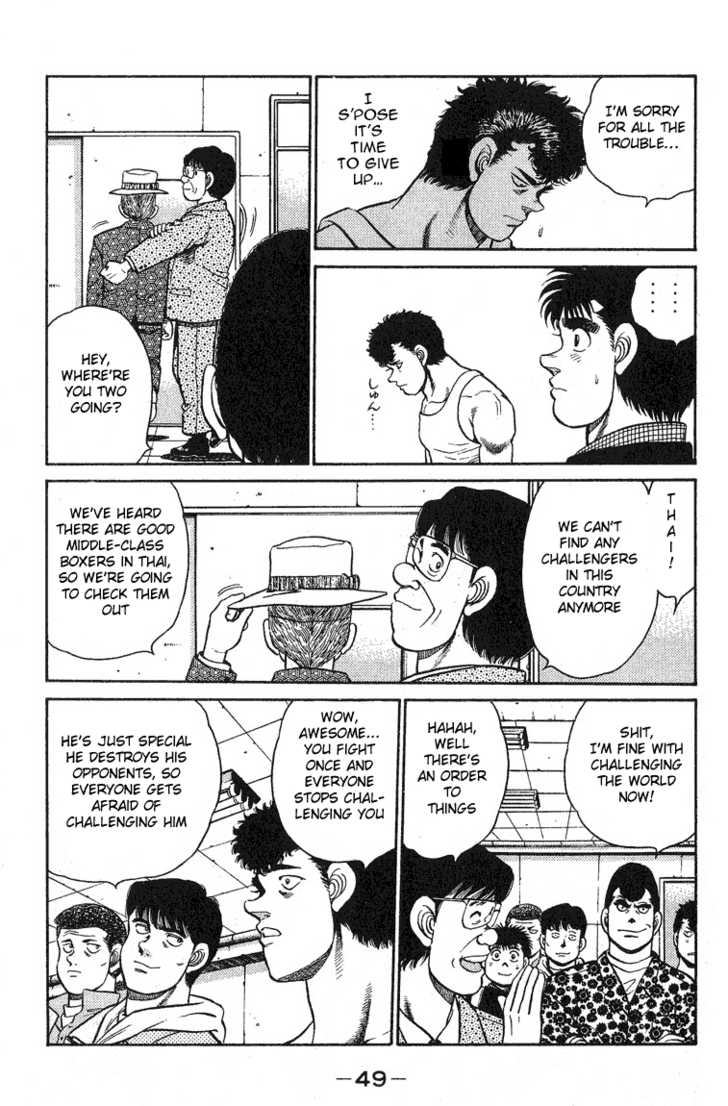 I'M SORRY
FOR ALL THE
TROUBLE...
I
S'POSE
IT'S
TIME
TO GIVE
UP...
しゅん……
HEY,
WHERE'RE
YOU TWO
GOING?
THAI!
WE CAN'T
FIND ANY
CHALLENGERS
IN THIS
COUNTRY
ANYMORE
WE'VE HEARD
THERE ARE GOOD
MIDDLE-CLASS
BOXERS IN THAI,
SO WE'RE GOING
TO CHECK THEM
OUT
SHIT,
I'M FINE WITH
CHALLENGING
THE WORLD
NOW!
HAHAH,
WELL
THERE'S
AN ORDER
TO
THINGS
WOW,
AWESOME...
YOU FIGHT
ONCE AND
EVERYONE
STOPS CHAL-
LENGING YOU
HE'S JUST SPECIAL
HE DESTROYS HIS
OPPONENTS, SO
EVERYONE GETS
AFRAID OF
CHALLENGING HIM
—49—